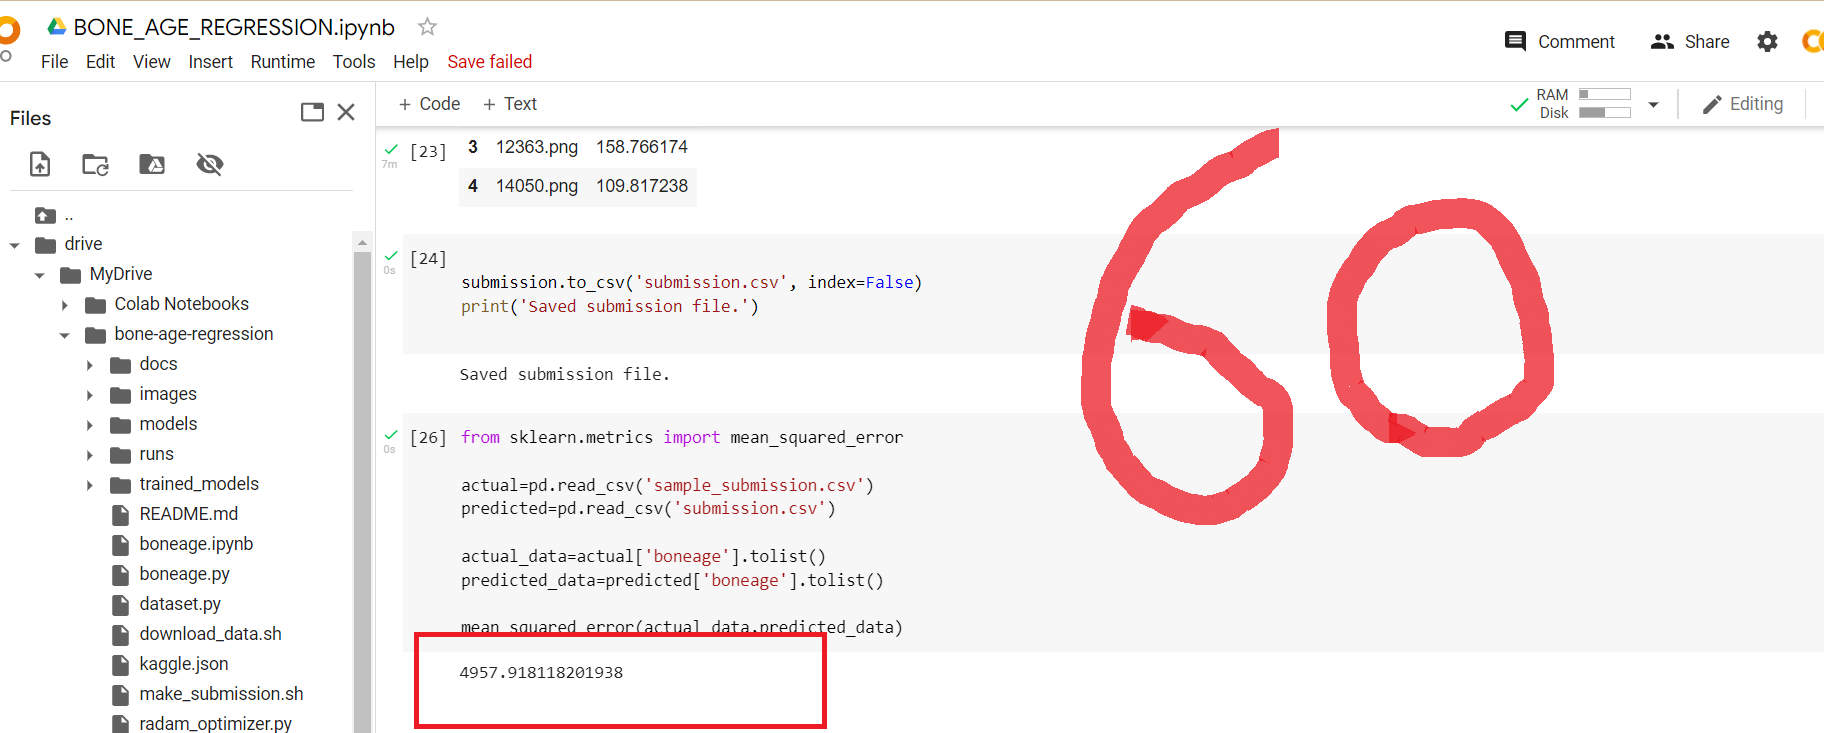 BONE_AGE_REGRESSION.ipynb
File Edit View Insert Runtime Tools Help Save failed
Comment Share
Files
+ Code + Text
RAM
Disk
Editing
..
drive
MyDrive
Colab Notebooks
bone-age-regression
docs
images
models
runs
trained_models
README.md
boneage.ipynb
boneage.py
dataset.py
download_data.sh
kaggle.json
make_submission.sh
radam_optimizer.py
7m
[23]
3 12363.png 158.766174
4 14050.png 109.817238
0s
[24]
submission.to_csv('submission.csv', index=False)
print('Saved submission file.')
Saved submission file.
0s
[26] from sklearn.metrics import mean_squared_error
actual=pd.read_csv('sample_submission.csv')
predicted=pd.read_csv('submission.csv')
actual_data=actual['boneage'].tolist()
predicted_data=predicted['boneage'].tolist()
mean_squared_error(actual_data,predicted_data)
4957.918118201938
60